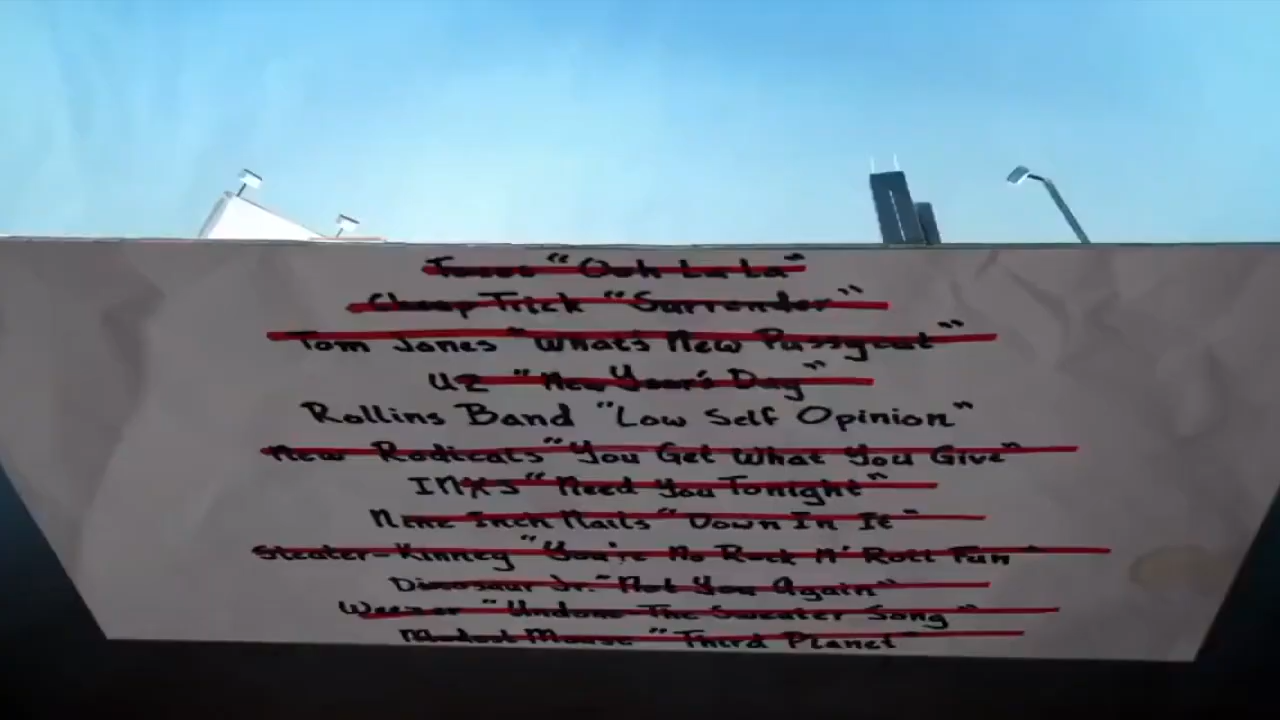 Faces "Ooh La La"
Cheap Trick "Surrender"
Tom Jones "What's New Pussycat"
U2 "New Year's Day"
Rollins Band "Low Self Opinion"
New Radicals "You Get What You Give"
INXS "Need You Tonight"
Nine Inch Nails "Down In It"
Sleater-Kinney "You're No Rock N' Roll Fun"
Dinosaur Jr. "Not You Again"
Weezer "Undone The Sweater Song"
Modest Mouse "Third Planet"